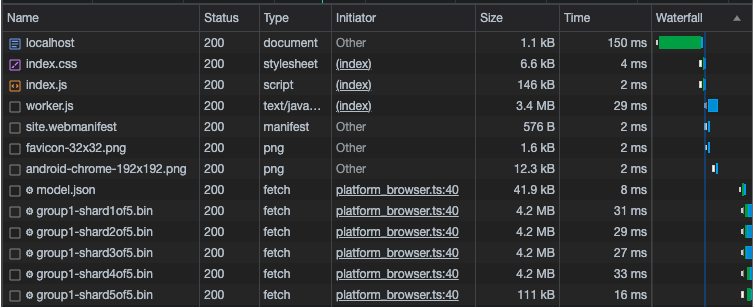 Name Status Type Initiator Size Time Waterfall
localhost 200 document Other 1.1 kB 150 ms
index.css 200 stylesheet (index) 6.6 kB 4 ms
index.js 200 script (index) 146 kB 2 ms
worker.js 200 text/java... (index) 3.4 MB 29 ms
site.webmanifest 200 manifest Other 576 B 2 ms
favicon-32x32.png 200 png Other 1.6 kB 2 ms
android-chrome-192x192.png 200 png Other 12.3 kB 2 ms
model.json 200 fetch platform_browser.ts:40 41.9 kB 8 ms
group1-shard1of5.bin 200 fetch platform_browser.ts:40 4.2 MB 31 ms
group1-shard2of5.bin 200 fetch platform_browser.ts:40 4.2 MB 29 ms
group1-shard3of5.bin 200 fetch platform_browser.ts:40 4.2 MB 27 ms
group1-shard4of5.bin 200 fetch platform_browser.ts:40 4.2 MB 33 ms
group1-shard5of5.bin 200 fetch platform_browser.ts:40 111 kB 16 ms